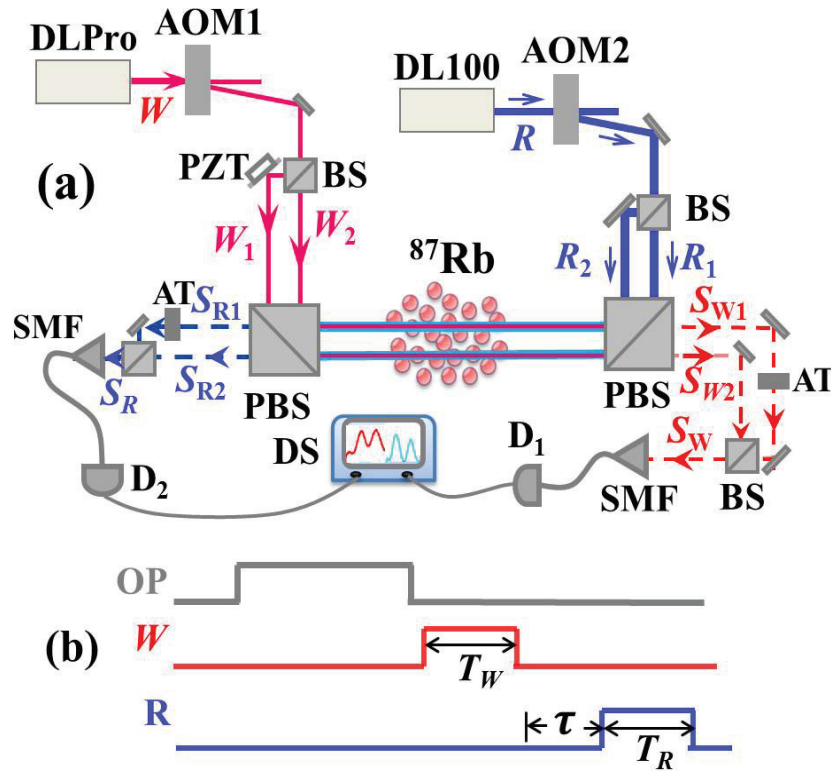 AOM1
DLPro
W
AOM2
DL100
R
(a)
PZT
BS
BS
W1
W2
87Rb
R2
R1
AT
SR1
SW1
SMF
SR
SR2
PBS
PBS
SW2
AT
DS
D1
SW
D2
SMF
BS
OP
(b)
W
TW
R
τ
TR